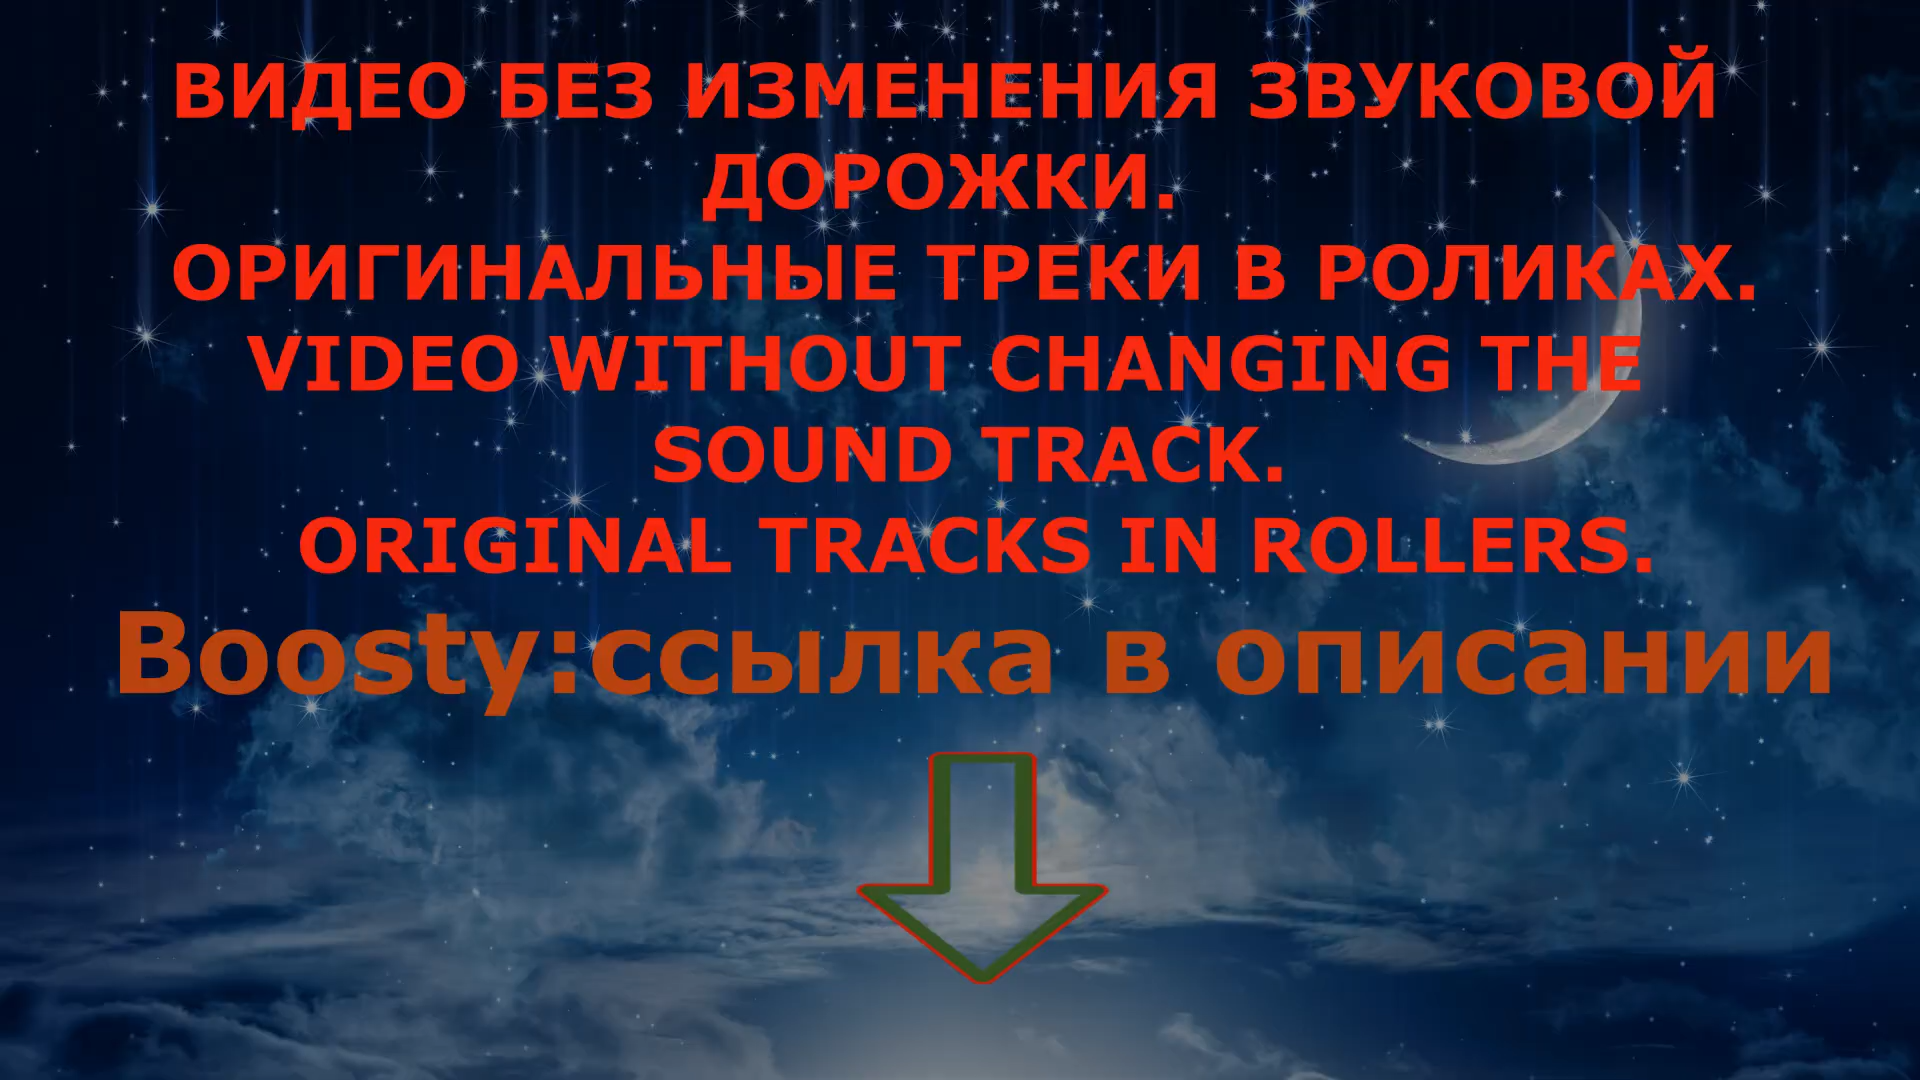 ВИДЕО БЕЗ ИЗМЕНЕНИЯ ЗВУКОВОЙ
ДОРОЖКИ.
ОРИГИНАЛЬНЫЕ ТРЕКИ В РОЛИКАХ.
VIDEO WITHOUT CHANGING THE
SOUND TRACK.
ORIGINAL TRACKS IN ROLLERS.
Boosty:ссылка в описании